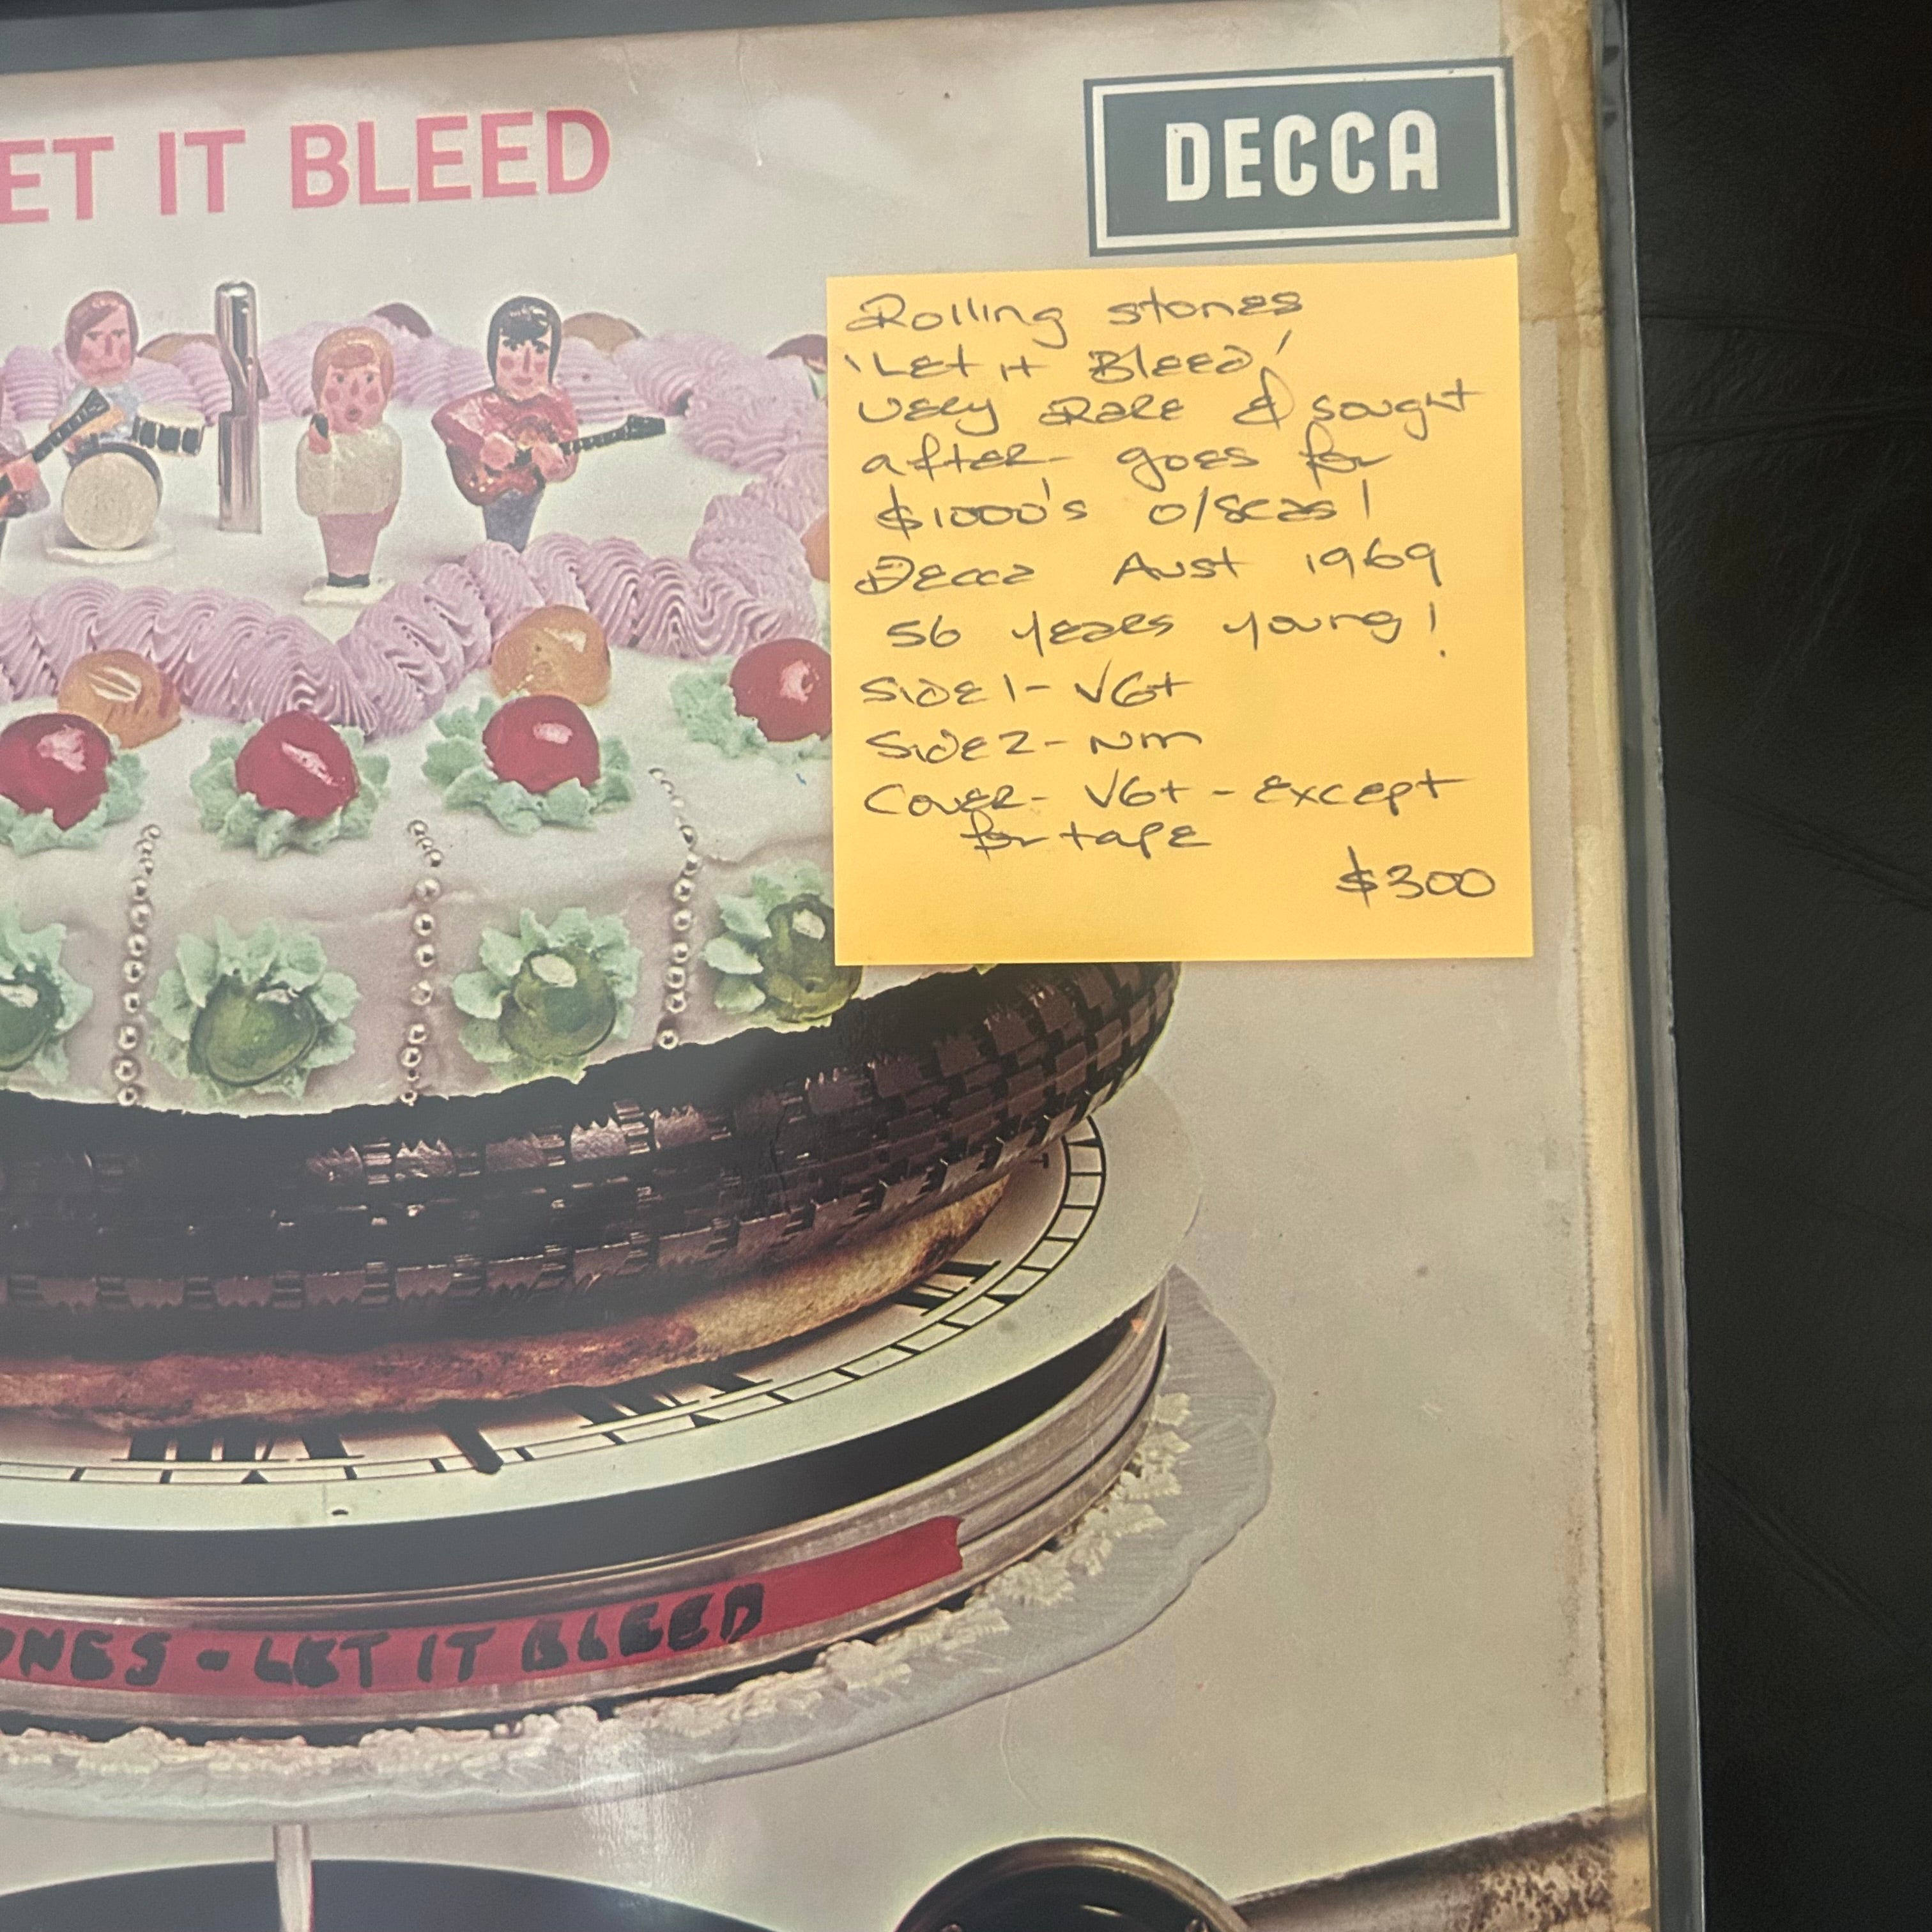 ET IT BLEED
DECCA
Rolling stones
'Let it Bleed'
Very Rare & sought
after - goes for
$1000's o/seas!
Decca Aust 1969
56 years young!
Side 1 - VG+
Side 2 - Nm
Cover - VG+ - Except
for tape
$300
ONES - LET IT BLEED